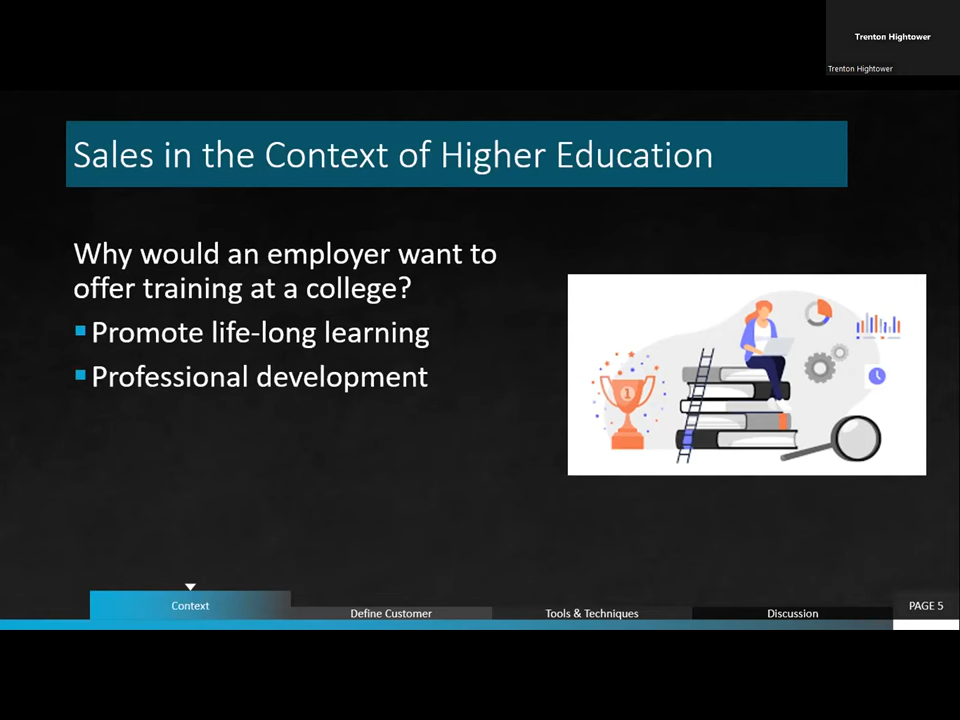 Trenton Hightower
Trenton Hightower
Sales in the Context of Higher Education
Why would an employer want to
offer training at a college?
Promote life-long learning
Professional development
1
Context
Define Customer
Tools & Techniques
Discussion
PAGE 5